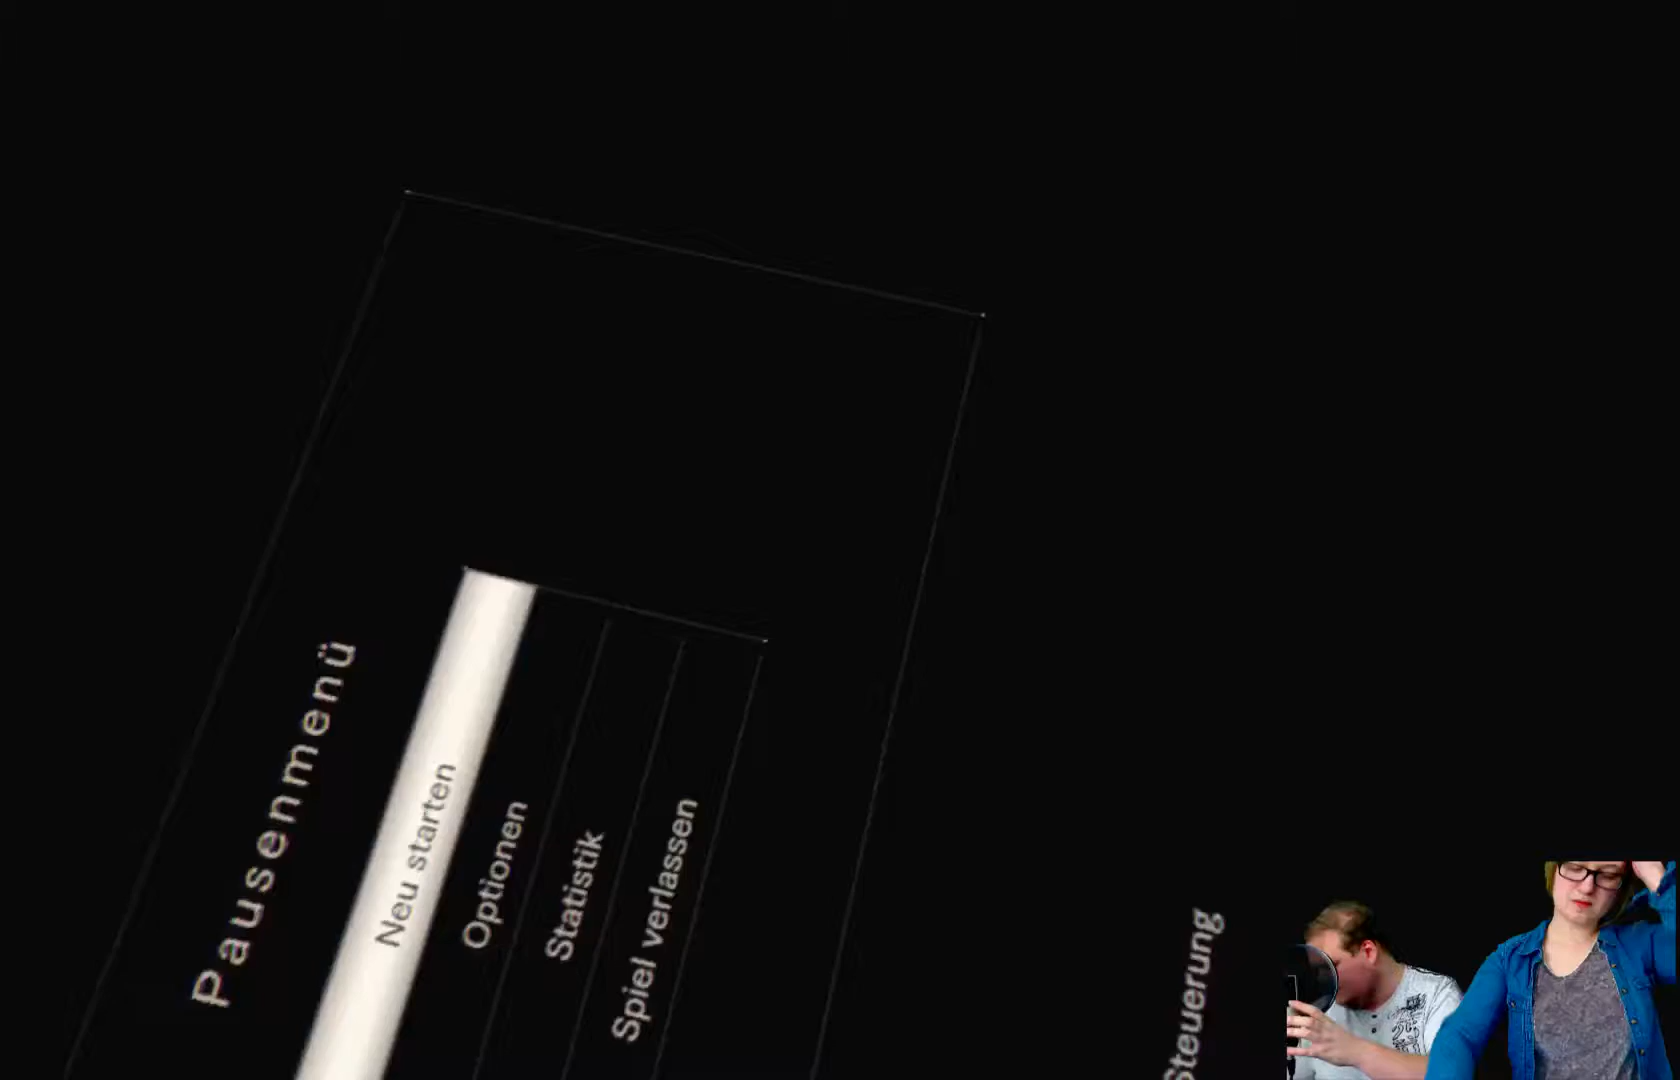 Pausenmenü
Neu starten
Optionen
Statistik
Spiel verlassen
Steuerung